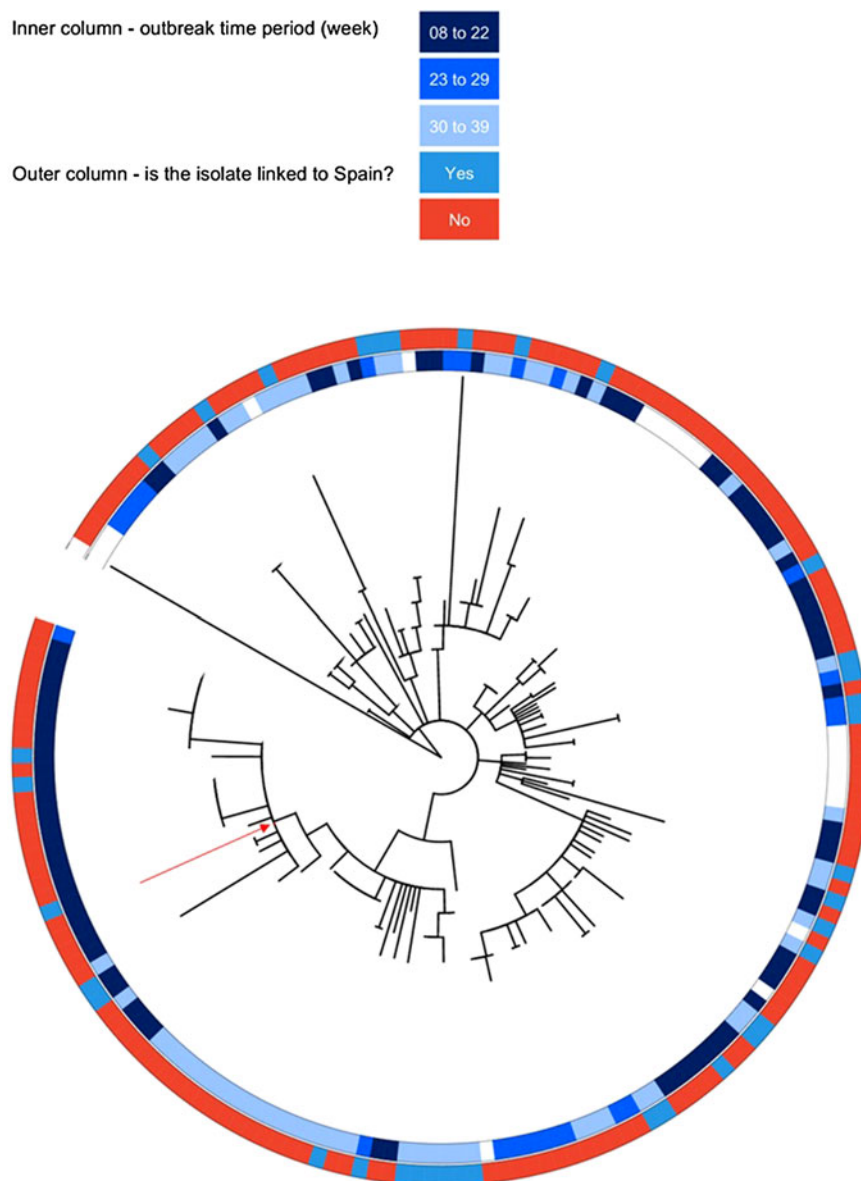 Inner column - outbreak time period (week)
08 to 22
23 to 29
30 to 39
Outer column - is the isolate linked to Spain?
Yes
No